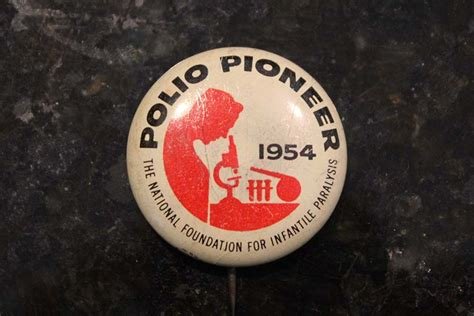 POLIO PIONEER
1954
THE NATIONAL FOUNDATION FOR INFANTILE PARALYSIS